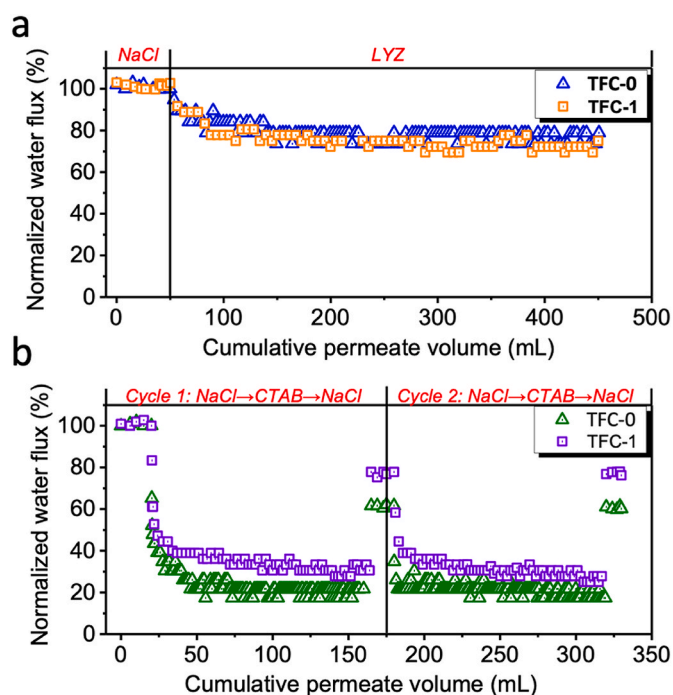 a
NaCl
LYZ
Normalized water flux (%)
100
80
60
40
20
0
TFC-0
TFC-1
0
100
200
300
400
500
Cumulative permeate volume (mL)
b
Cycle 1: NaCl→CTAB→NaCl
Cycle 2: NaCl→CTAB→NaCl
Normalized water flux (%)
100
80
60
40
20
0
TFC-0
TFC-1
0
50
100
150
200
250
300
350
Cumulative permeate volume (mL)